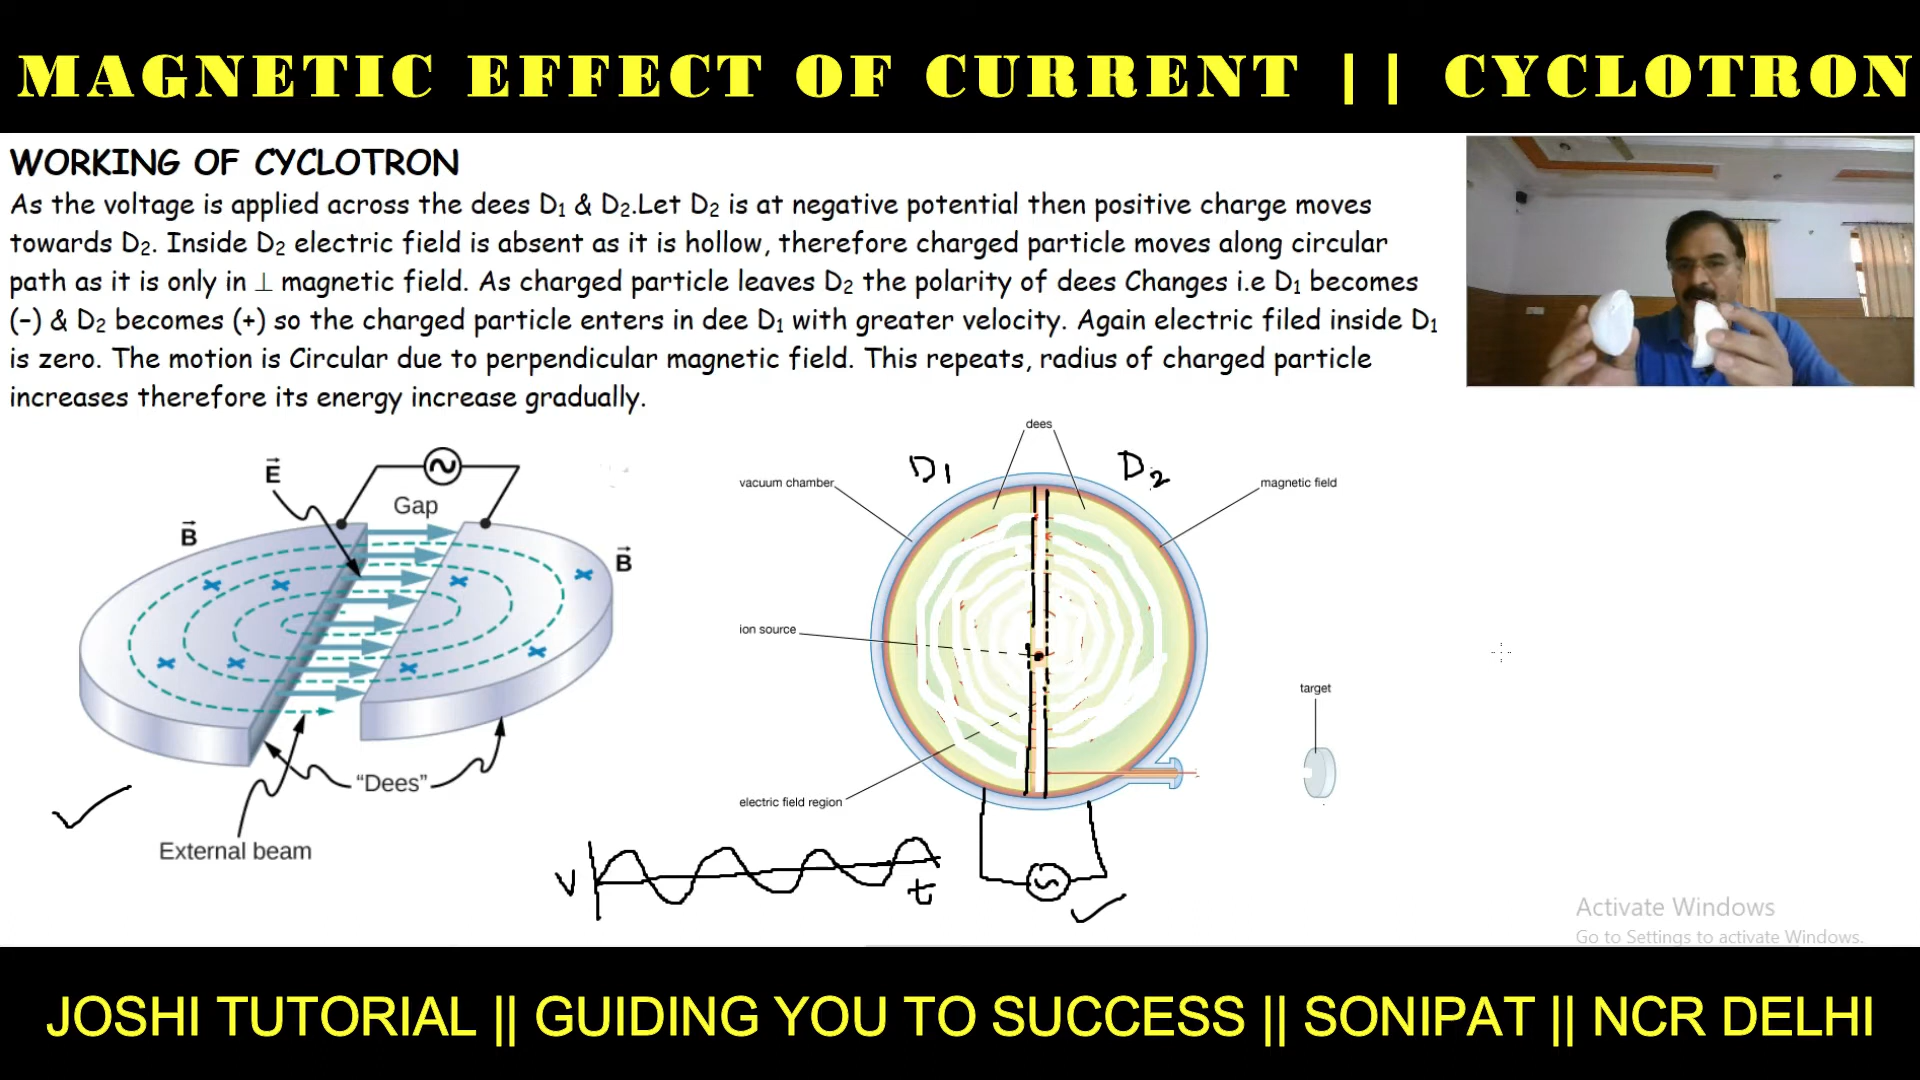 MAGNETIC EFFECT OF CURRENT || CYCLOTRON
WORKING OF CYCLOTRON
As the voltage is applied across the dees D₁ & D₂.Let D₂ is at negative potential then positive charge moves
towards D₂. Inside D₂ electric field is absent as it is hollow, therefore charged particle moves along circular
path as it is only in ⊥ magnetic field. As charged particle leaves D₂ the polarity of dees Changes i.e D₁ becomes
(–) & D₂ becomes (+) so the charged particle enters in dee D₁ with greater velocity. Again electric filed inside D₁
is zero. The motion is Circular due to perpendicular magnetic field. This repeats, radius of charged particle
increases therefore its energy increase gradually.
E⃗
Gap
B⃗
B⃗
"Dees"
External beam
dees
D1
D2
vacuum chamber
magnetic field
ion source
target
electric field region
V
t
Activate Windows
Go to Settings to activate Windows.
JOSHI TUTORIAL || GUIDING YOU TO SUCCESS || SONIPAT || NCR DELHI